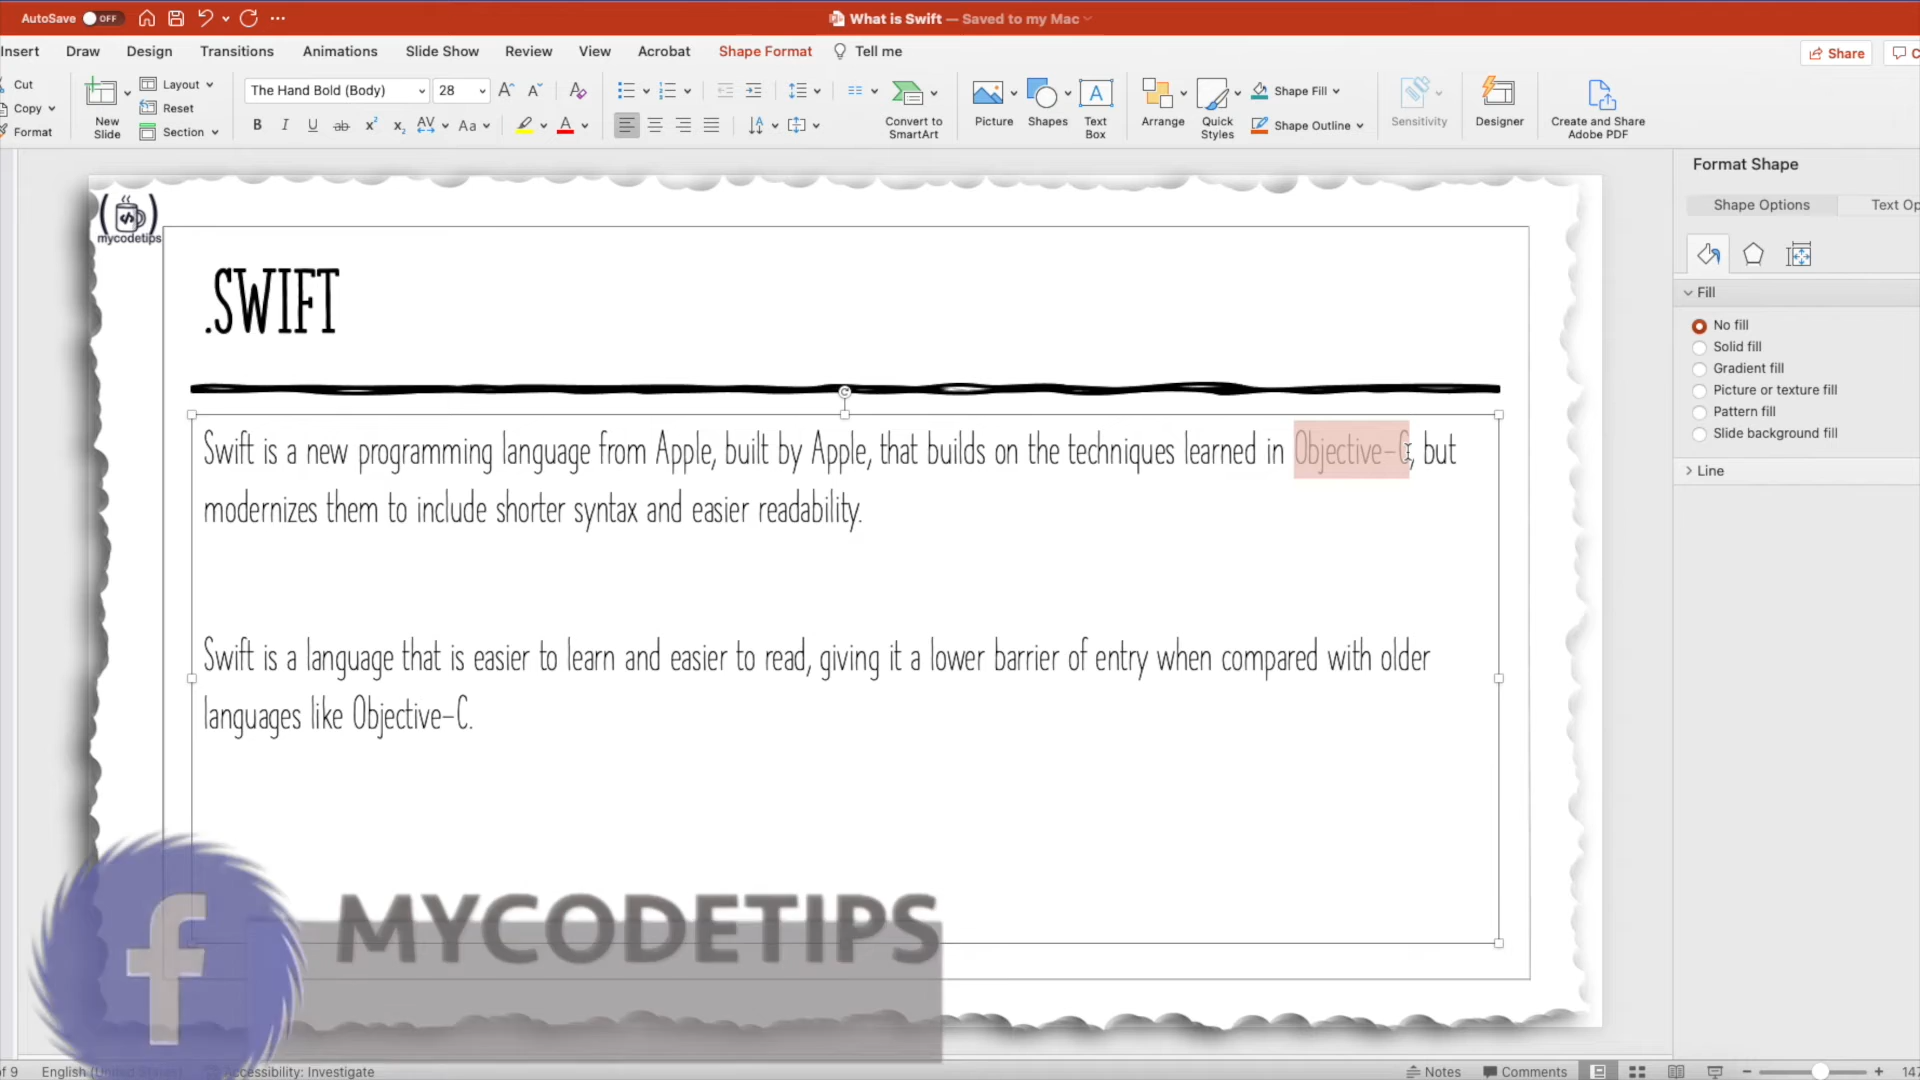 AutoSave OFF
What is Swift — Saved to my Mac
Insert Draw Design Transitions Animations Slide Show Review View Acrobat Shape Format Tell me
Share
Cut
Copy
Format
New Slide
Layout
Reset
Section
The Hand Bold (Body) 28
Convert to SmartArt
Picture
Shapes
Text Box
Arrange
Quick Styles
Shape Fill
Shape Outline
Sensitivity
Designer
Create and Share Adobe PDF
Format Shape
Shape Options
Fill
No fill
Solid fill
Gradient fill
Picture or texture fill
Pattern fill
Slide background fill
Line
mycodetips
.SWIFT
Swift is a new programming language from Apple, built by Apple, that builds on the techniques learned in Objective-C, but
modernizes them to include shorter syntax and easier readability.
Swift is a language that is easier to learn and easier to read, giving it a lower barrier of entry when compared with older
languages like Objective-C.
MYCODETIPS
of 9 English (United States) Accessibility: Investigate
Notes Comments